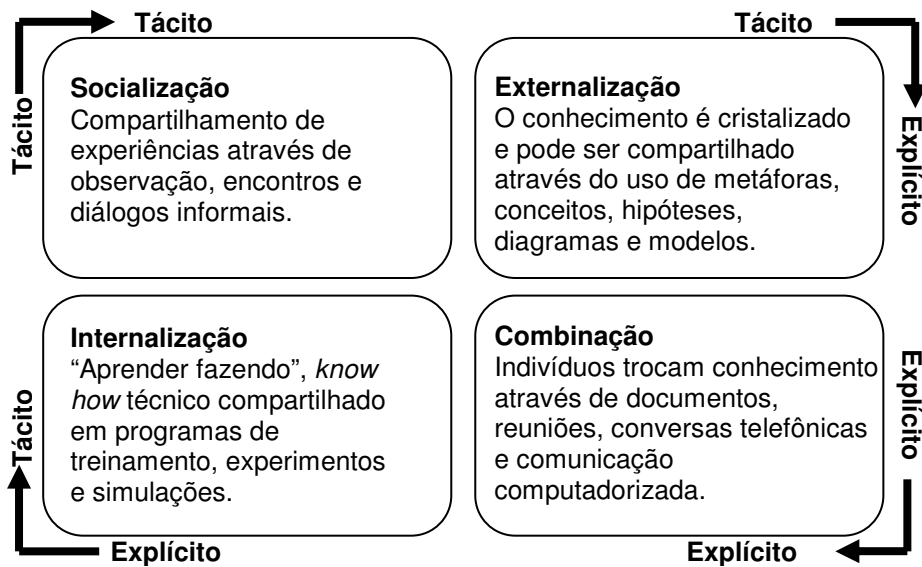 Tácito
Tácito
Tácito
Socialização
Compartilhamento de
experiências através de
observação, encontros e
diálogos informais.
Externalização
O conhecimento é cristalizado
e pode ser compartilhado
através do uso de metáforas,
conceitos, hipóteses,
diagramas e modelos.
Explícito
Tácito
Internalização
“Aprender fazendo”, know
how técnico compartilhado
em programas de
treinamento, experimentos
e simulações.
Combinação
Indivíduos trocam conhecimento
através de documentos,
reuniões, conversas telefônicas
e comunicação
computadorizada.
Explícito
Explícito
Explícito